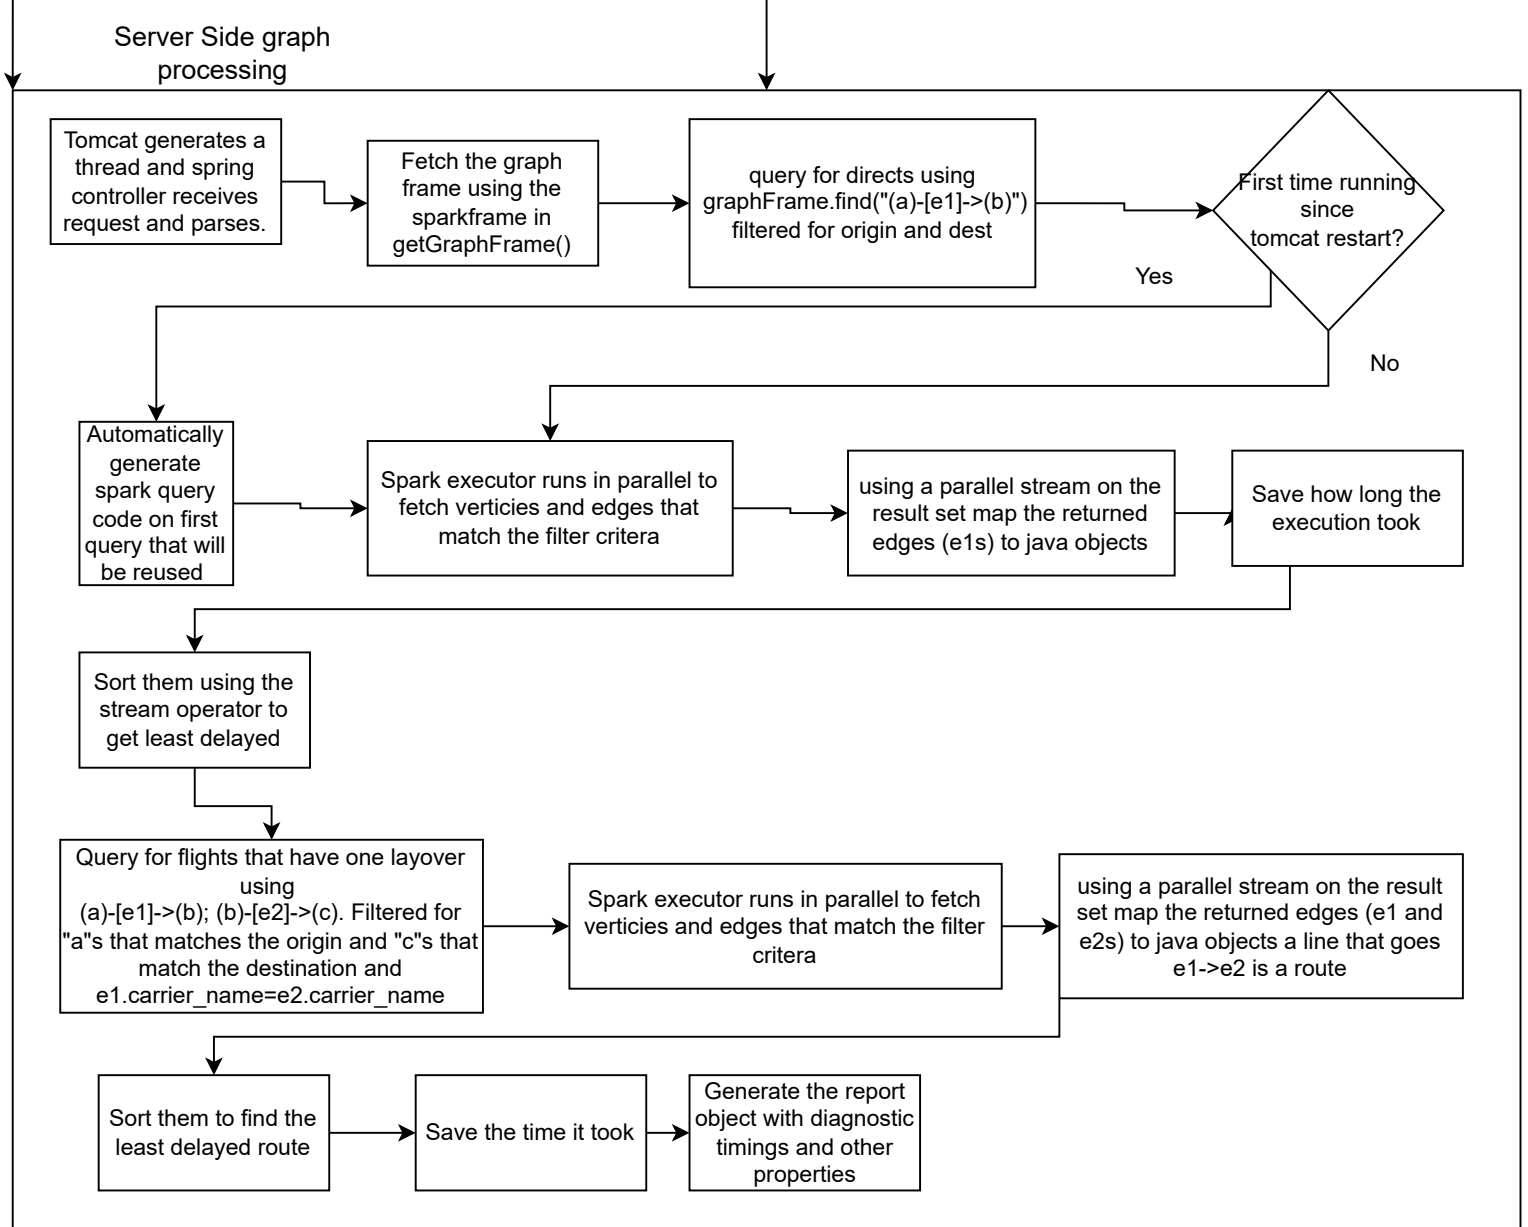 Server Side graph
processing
Tomcat generates a
thread and spring
controller receives
request and parses.
Fetch the graph
frame using the
sparkframe in
getGraphFrame()
query for directs using
graphFrame.find("(a)-[e1]->(b)")
filtered for origin and dest
First time running
since
tomcat restart?
Yes
No
Automatically
generate
spark query
code on first
query that will
be reused
Spark executor runs in parallel to
fetch verticies and edges that
match the filter critera
using a parallel stream on the
result set map the returned
edges (e1s) to java objects
Save how long the
execution took
Sort them using the
stream operator to
get least delayed
Query for flights that have one layover
using
(a)-[e1]->(b); (b)-[e2]->(c). Filtered for
"a"s that matches the origin and "c"s that
match the destination and
e1.carrier_name=e2.carrier_name
Spark executor runs in parallel to fetch
verticies and edges that match the filter
critera
using a parallel stream on the result
set map the returned edges (e1 and
e2s) to java objects a line that goes
e1->e2 is a route
Sort them to find the
least delayed route
Save the time it took
Generate the report
object with diagnostic
timings and other
properties